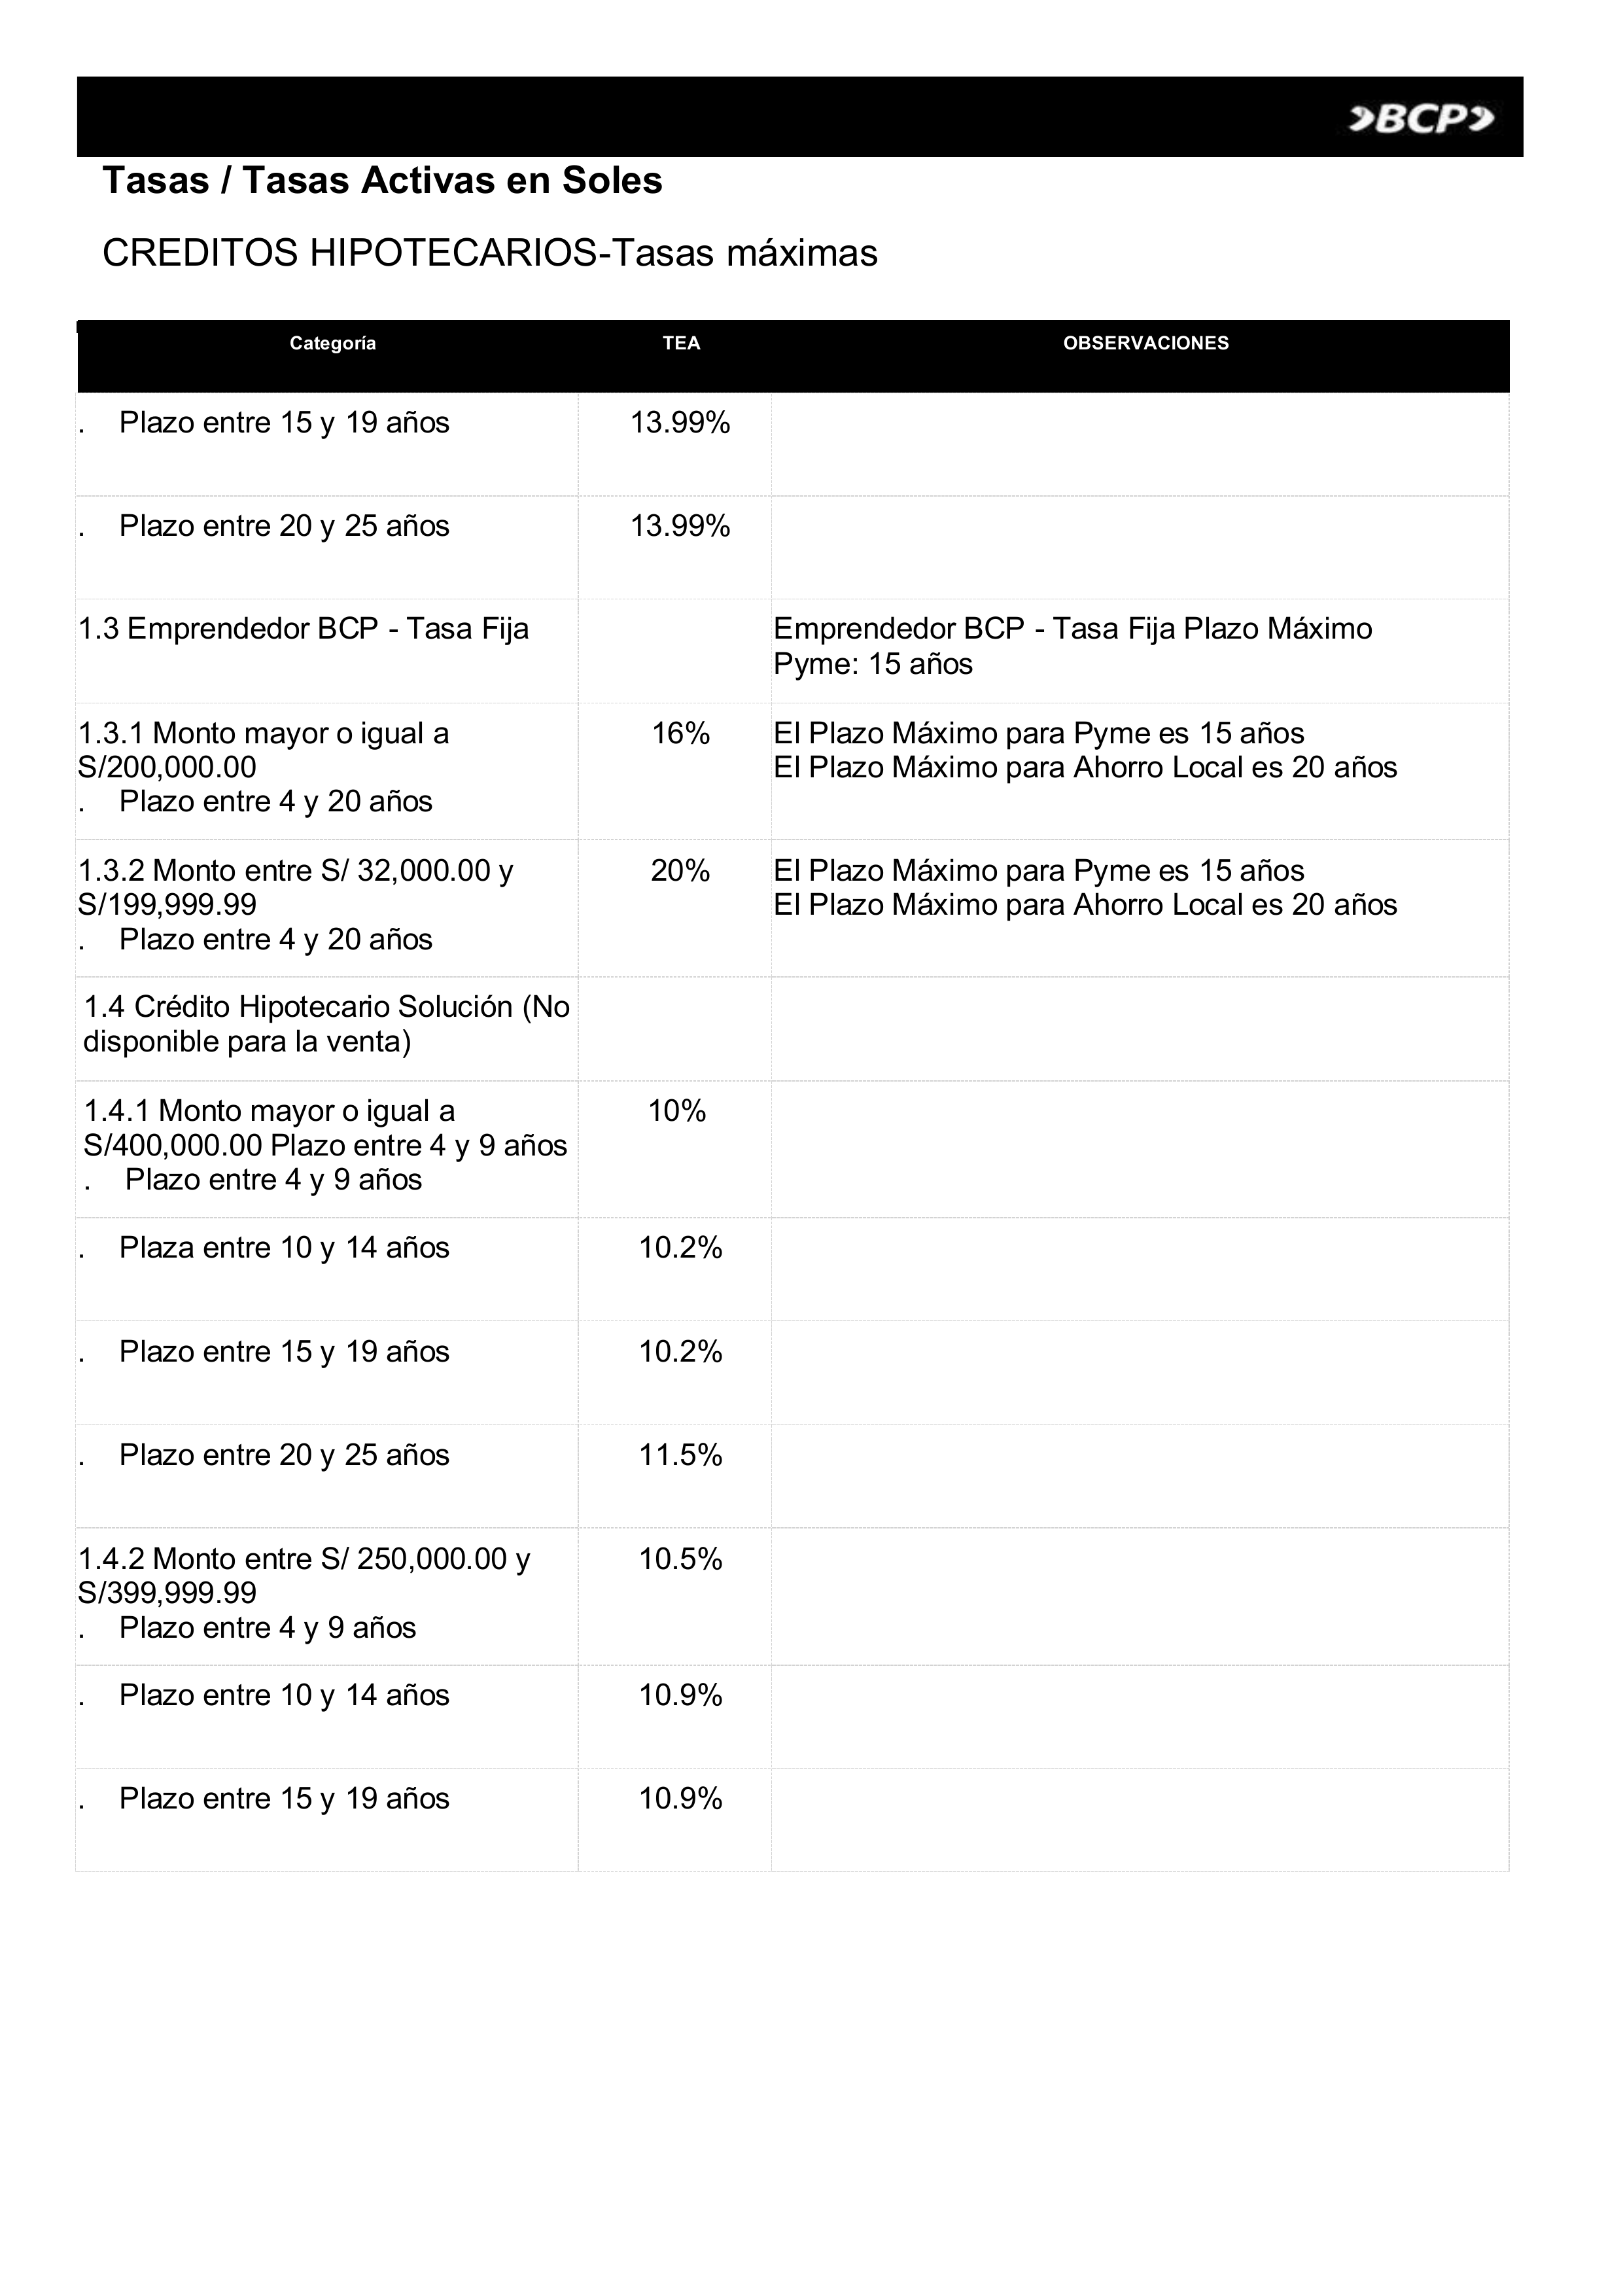 BCP
Tasas / Tasas Activas en Soles
CREDITOS HIPOTECARIOS-Tasas máximas
Categoría TEA OBSERVACIONES
. Plazo entre 15 y 19 años 13.99%
. Plazo entre 20 y 25 años 13.99%
1.3 Emprendedor BCP - Tasa Fija Emprendedor BCP - Tasa Fija Plazo Máximo
Pyme: 15 años
1.3.1 Monto mayor o igual a 16% El Plazo Máximo para Pyme es 15 años
S/200,000.00 El Plazo Máximo para Ahorro Local es 20 años
. Plazo entre 4 y 20 años
1.3.2 Monto entre S/ 32,000.00 y 20% El Plazo Máximo para Pyme es 15 años
S/199,999.99 El Plazo Máximo para Ahorro Local es 20 años
. Plazo entre 4 y 20 años
1.4 Crédito Hipotecario Solución (No
disponible para la venta)
1.4.1 Monto mayor o igual a 10%
S/400,000.00 Plazo entre 4 y 9 años
. Plazo entre 4 y 9 años
. Plaza entre 10 y 14 años 10.2%
. Plazo entre 15 y 19 años 10.2%
. Plazo entre 20 y 25 años 11.5%
1.4.2 Monto entre S/ 250,000.00 y 10.5%
S/399,999.99
. Plazo entre 4 y 9 años
. Plazo entre 10 y 14 años 10.9%
. Plazo entre 15 y 19 años 10.9%